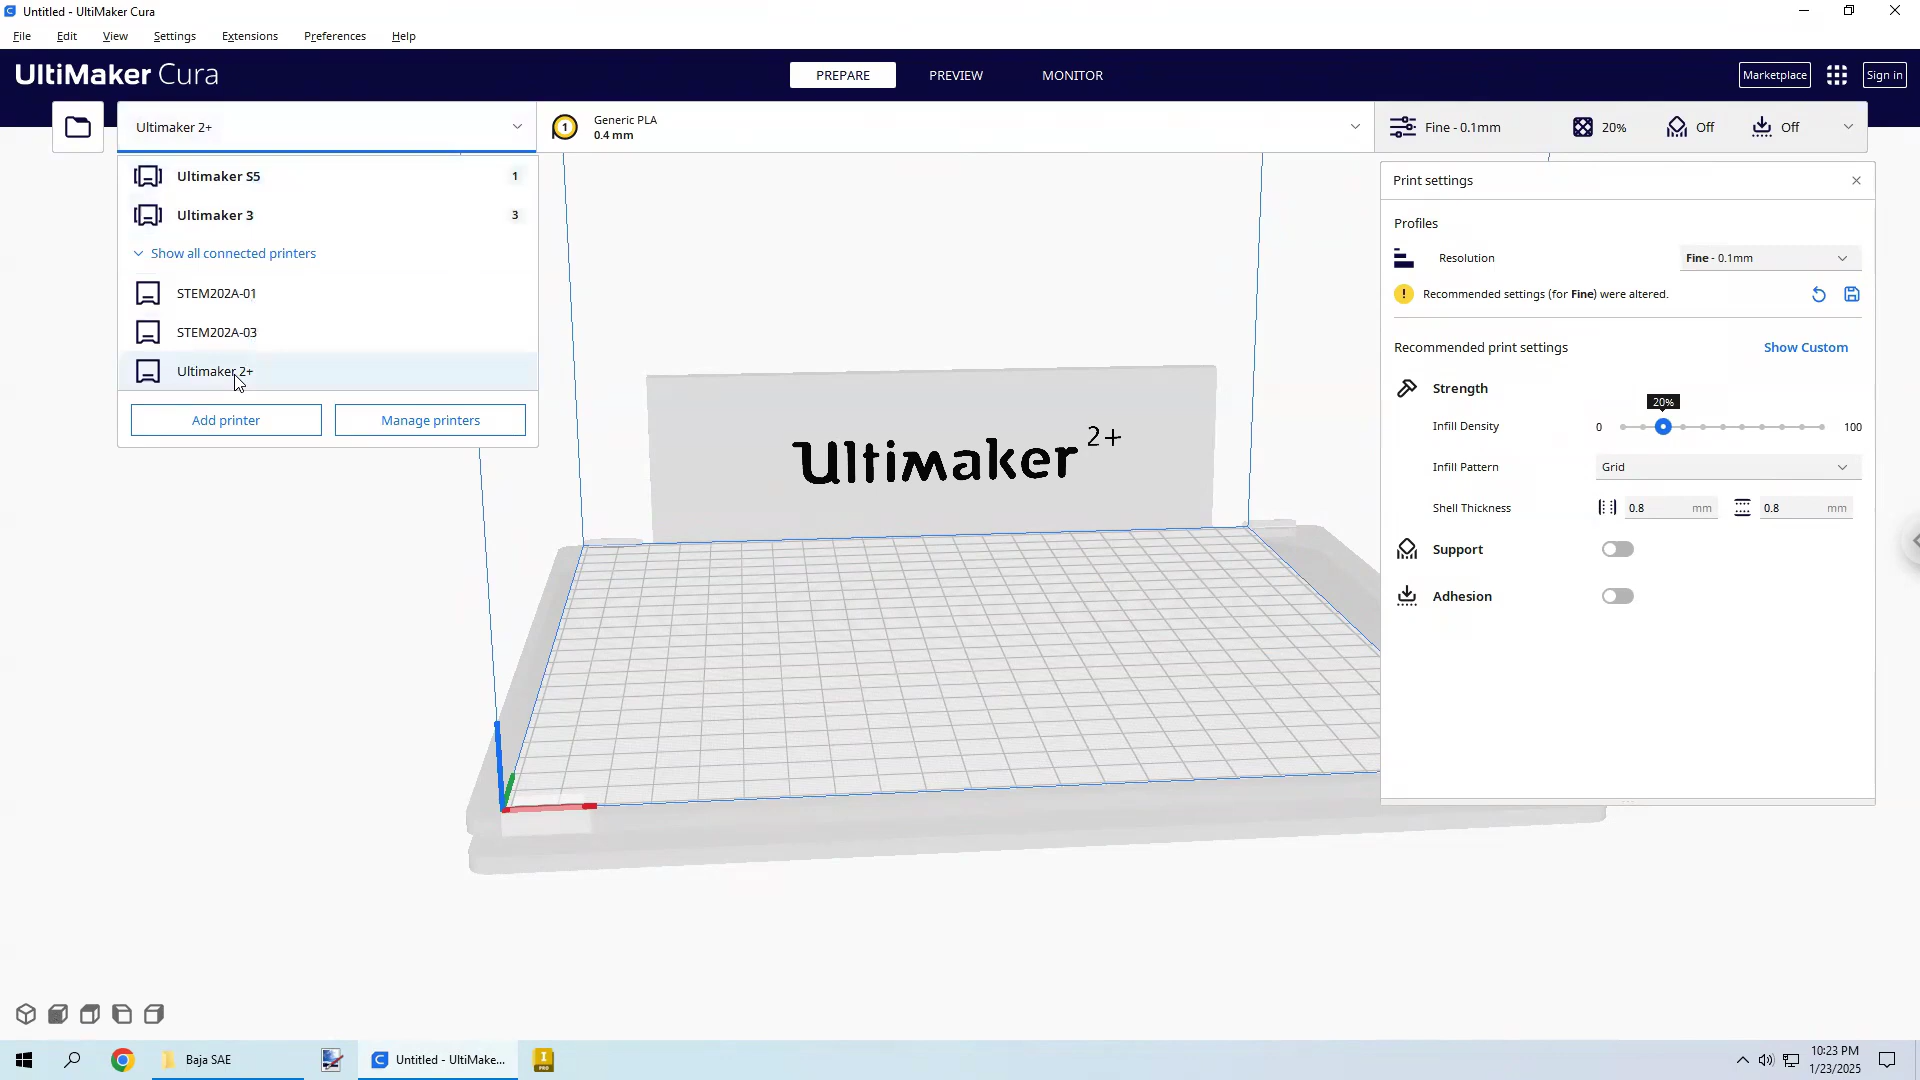 Untitled - UltiMaker Cura
File Edit View Settings Extensions Preferences Help
UltiMaker Cura
PREPARE PREVIEW MONITOR
Marketplace
Sign in
Ultimaker 2+
1 Generic PLA
0.4 mm
Fine - 0.1mm 20% Off Off
Ultimaker S5 1
Ultimaker 3 3
Show all connected printers
STEM202A-01
STEM202A-03
Ultimaker 2+
Add printer Manage printers
Ultimaker 2+
Print settings
Profiles
Resolution Fine - 0.1mm
! Recommended settings (for Fine) were altered.
Recommended print settings Show Custom
Strength
20%
Infill Density 0 100
Infill Pattern Grid
Shell Thickness 0.8 mm 0.8 mm
Support
Adhesion
Baja SAE
Untitled - UltiMake...
I
PRO
10:23 PM
1/23/2025